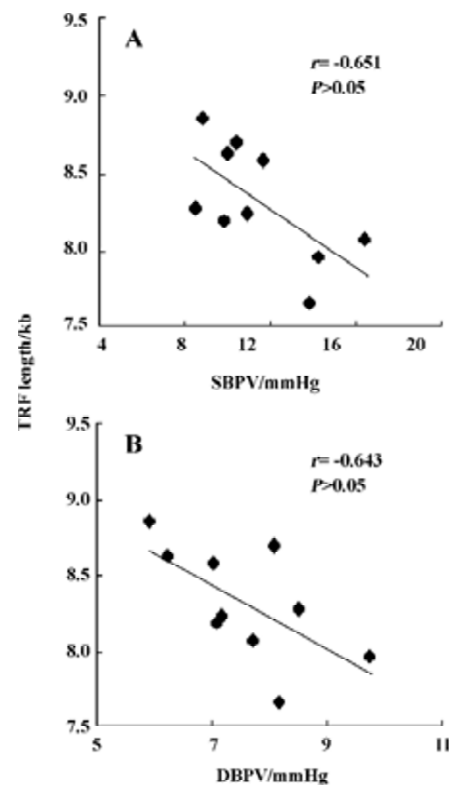 9.5
A
r= -0.651
P>0.05
9.0
8.5
8.0
7.5
4 8 12 16 20
SBPV/mmHg
TRF length/kb
9.5
B
r= -0.643
P>0.05
9.0
8.5
8.0
7.5
5 7 9 11
DBPV/mmHg